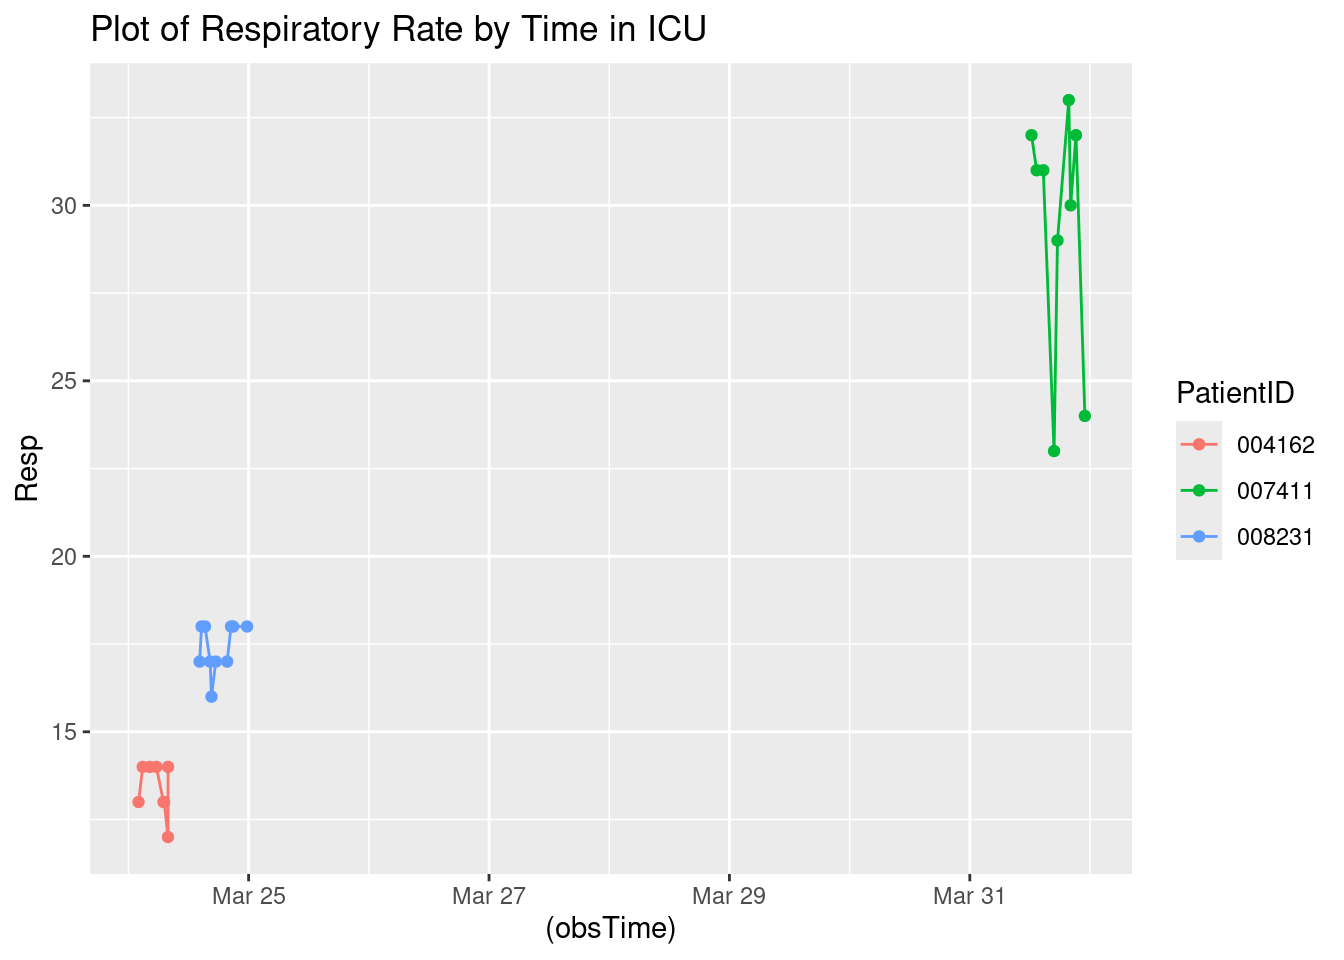 Plot of Respiratory Rate by Time in ICU
Resp
30
25
20
15
Mar 25
Mar 27
Mar 29
Mar 31
(obsTime)
PatientID
004162
007411
008231